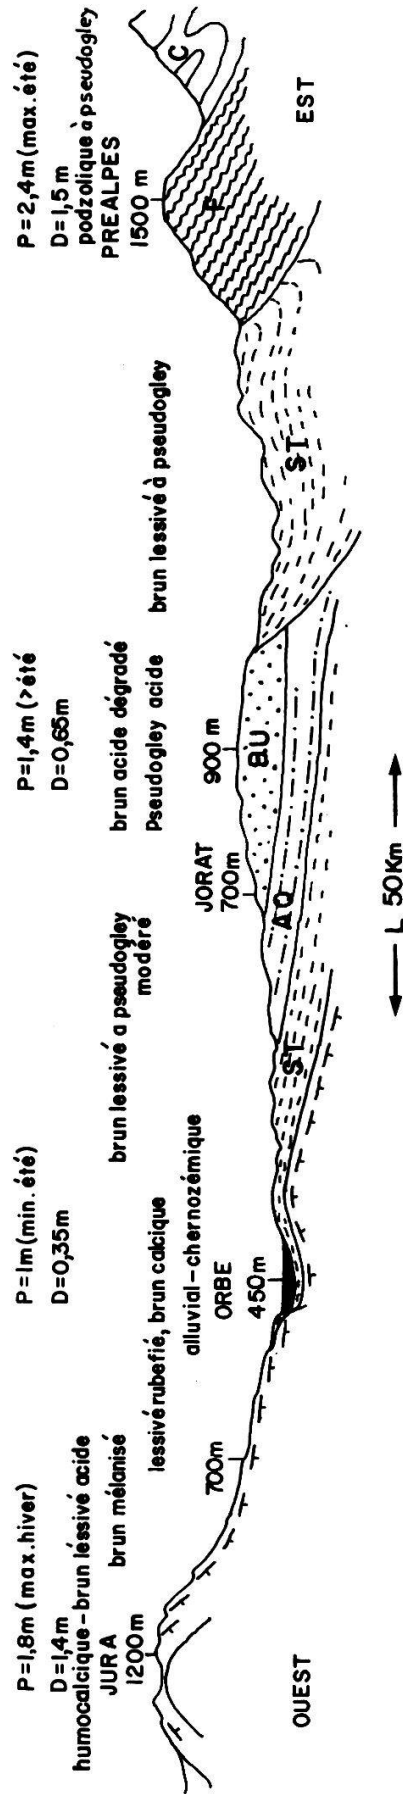 P=1,8m (max.hiver)
D=1,4m
humocalcique-brun léssivé acide
JURA
1200m
brun mélanisé
700m
OUEST
P=1m (min.été)
D=0,35m
lessivé rubefié, brun calcique
alluvial-chernozémique
ORBE
450m
brun lessivé a pseudogley
modéré
ST
P=1,4m (>été
D=0,65m
brun acide dégradé
Pseudogley acide
JORAT
700m
900 m
AQ
BU
L 50Km
brun lessivé à pseudogley
ST
P=2,4m (max.été)
D=1,5 m
podzolique à pseudogley
PREALPES
1500 m
F
C
EST